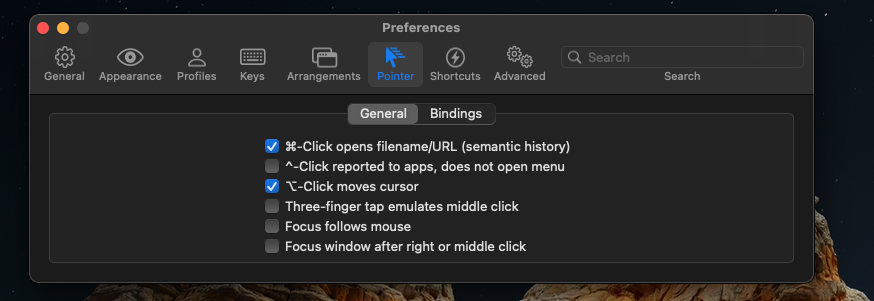 Preferences
General Appearance Profiles Keys Arrangements Pointer Shortcuts Advanced Search
Search
General Bindings
⌘-Click opens filename/URL (semantic history)
^-Click reported to apps, does not open menu
⌥-Click moves cursor
Three-finger tap emulates middle click
Focus follows mouse
Focus window after right or middle click